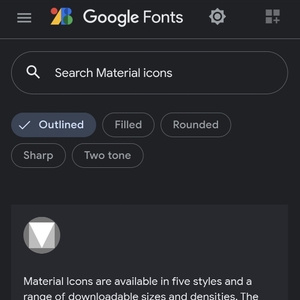 Google Fonts
Search Material icons
Outlined
Filled
Rounded
Sharp
Two tone
Material Icons are available in five styles and a
range of downloadable sizes and densities. The